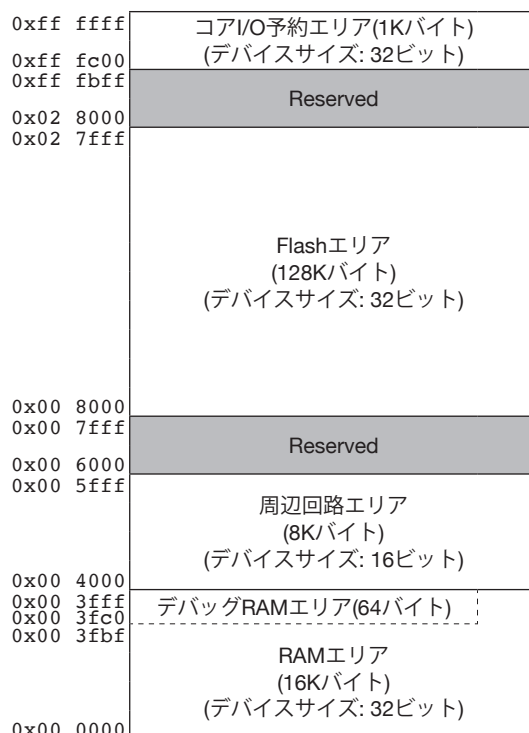 0xff ffff
コアI/O予約エリア(1Kバイト)
(デバイスサイズ: 32ビット)
0xff fc00
0xff fbff
Reserved
0x02 8000
0x02 7fff
Flashエリア
(128Kバイト)
(デバイスサイズ: 32ビット)
0x00 8000
0x00 7fff
Reserved
0x00 6000
0x00 5fff
周辺回路エリア
(8Kバイト)
(デバイスサイズ: 16ビット)
0x00 4000
0x00 3fff
デバッグRAMエリア(64バイト)
0x00 3fc0
0x00 3fbf
RAMエリア
(16Kバイト)
(デバイスサイズ: 32ビット)
0x00 0000